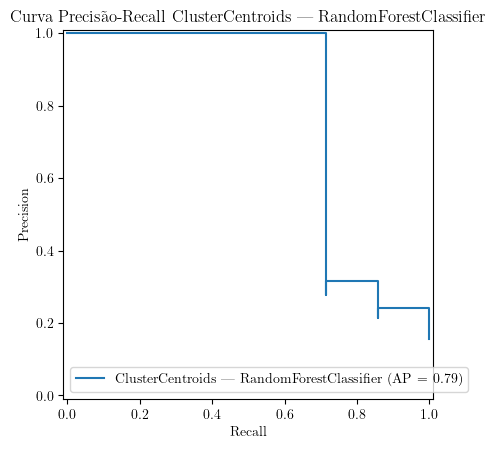 Curva Precisão-Recall ClusterCentroids — RandomForestClassifier
1.0
0.8
0.6
0.4
0.2
0.0
Precision
ClusterCentroids — RandomForestClassifier (AP = 0.79)
0.0 0.2 0.4 0.6 0.8 1.0
Recall